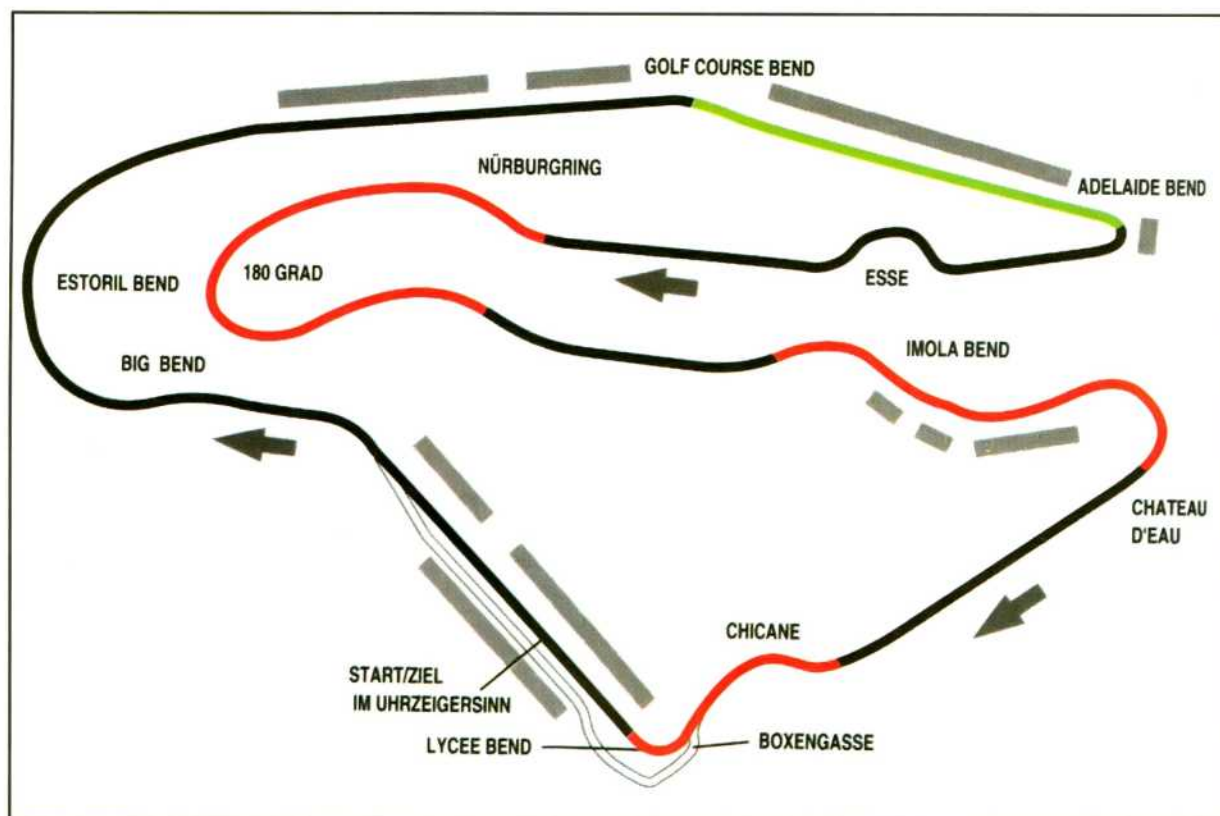 GOLF COURSE BEND
NÜRBURGRING
ADELAIDE BEND
ESTORIL BEND
180 GRAD
ESSE
BIG BEND
IMOLA BEND
CHATEAU
D'EAU
CHICANE
START/ZIEL
IM UHRZEIGERSINN
LYCEE BEND
BOXENGASSE